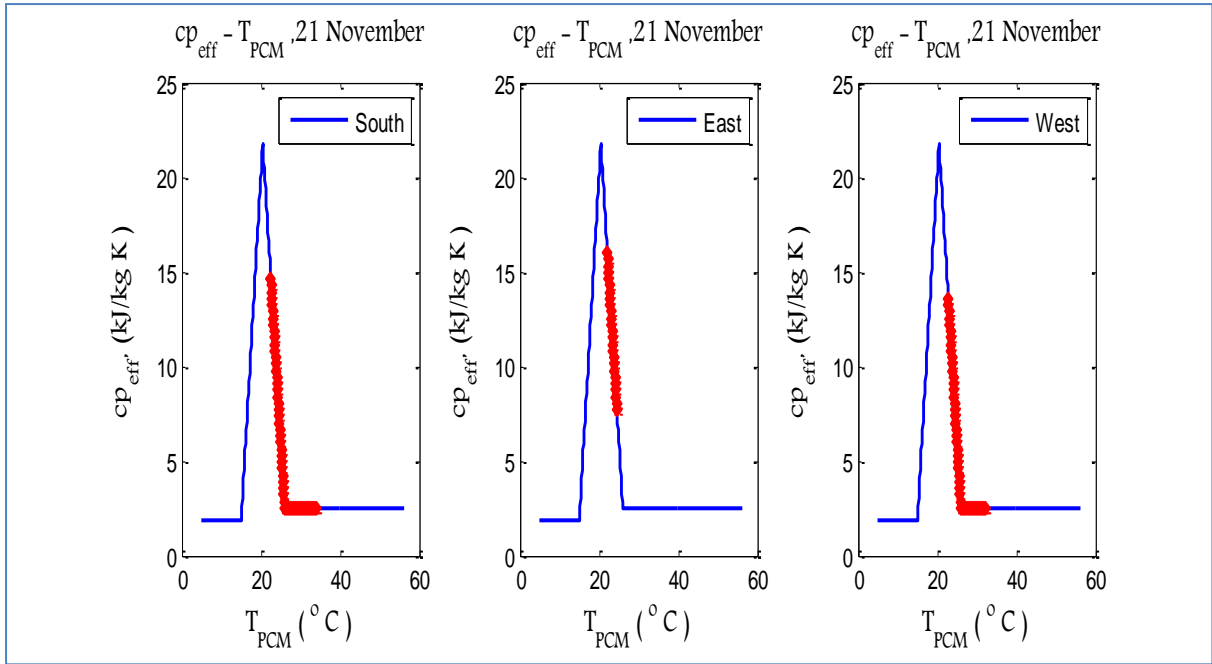 cp_eff - T_PCM ,21 November
25
20
15
10
5
0
0 20 40 60
cp_eff, (kJ/kg K)
T_PCM ( ° C)
South
cp_eff - T_PCM ,21 November
25
20
15
10
5
0
0 20 40 60
cp_eff, (kJ/kg K)
T_PCM ( ° C)
East
cp_eff - T_PCM ,21 November
25
20
15
10
5
0
0 20 40 60
cp_eff, (kJ/kg K)
T_PCM ( ° C)
West